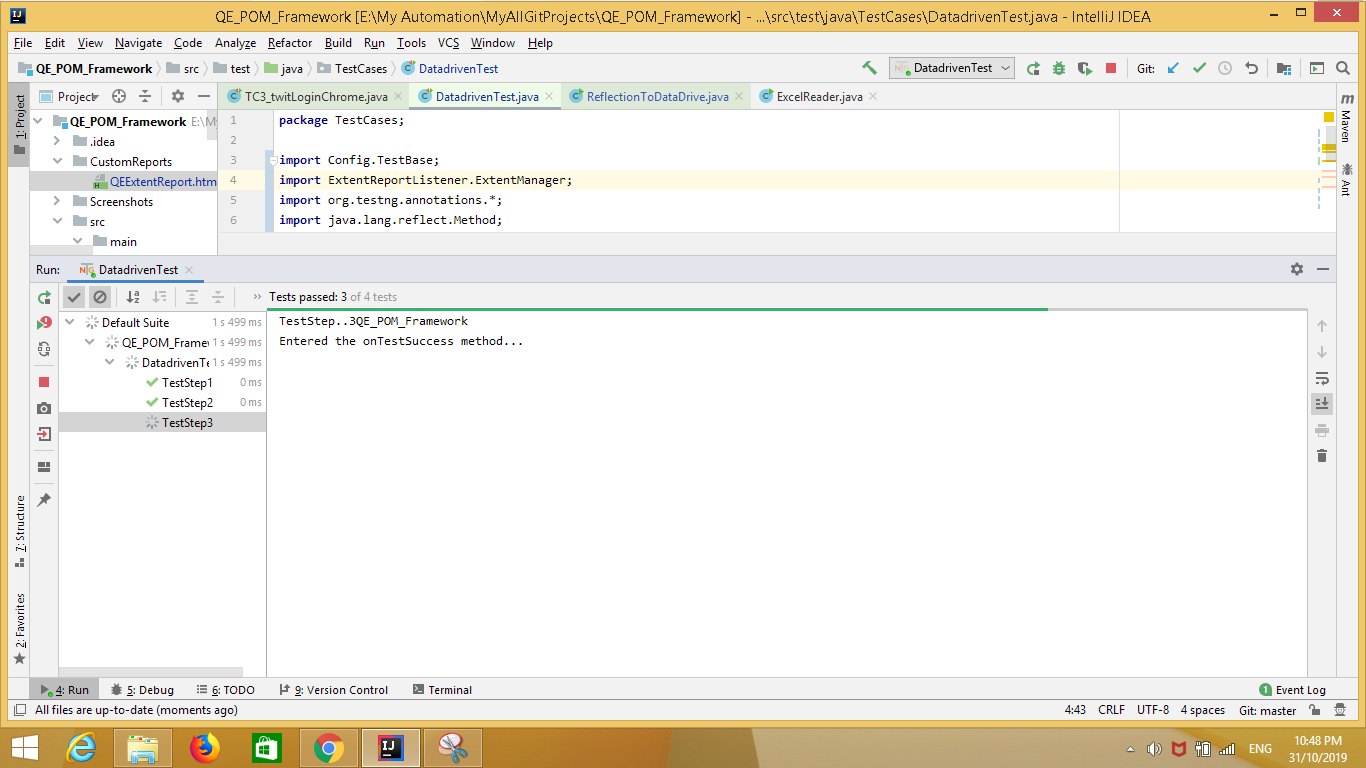 QE_POM_Framework [E:\My Automation\MyAllGitProjects\QE_POM_Framework] - ...\src\test\java\TestCases\DatadrivenTest.java - IntelliJ IDEA
File Edit View Navigate Code Analyze Refactor Build Run Tools VCS Window Help
QE_POM_Framework src test java TestCases DatadrivenTest DatadrivenTest Git:
Project TC3_twitLoginChrome.java DatadrivenTest.java ReflectionToDataDrive.java ExcelReader.java
1: Project
QE_POM_Framework E:\M
.idea
CustomReports
QEExtentReport.htm
Screenshots
src
main
1 package TestCases;
2
3 import Config.TestBase;
4 import ExtentReportListener.ExtentManager;
5 import org.testng.annotations.*;
6 import java.lang.reflect.Method;
m Maven
Ant
Run: DatadrivenTest
Tests passed: 3 of 4 tests
Default Suite 1 s 499 ms
QE_POM_Framew 1 s 499 ms
DatadrivenTe 1 s 499 ms
TestStep1 0 ms
TestStep2 0 ms
TestStep3
TestStep..3QE_POM_Framework
Entered the onTestSuccess method...
7: Structure
2: Favorites
4: Run 5: Debug 6: TODO 9: Version Control Terminal 1 Event Log
All files are up-to-date (moments ago) 4:43 CRLF UTF-8 4 spaces Git: master
ENG
10:48 PM
31/10/2019